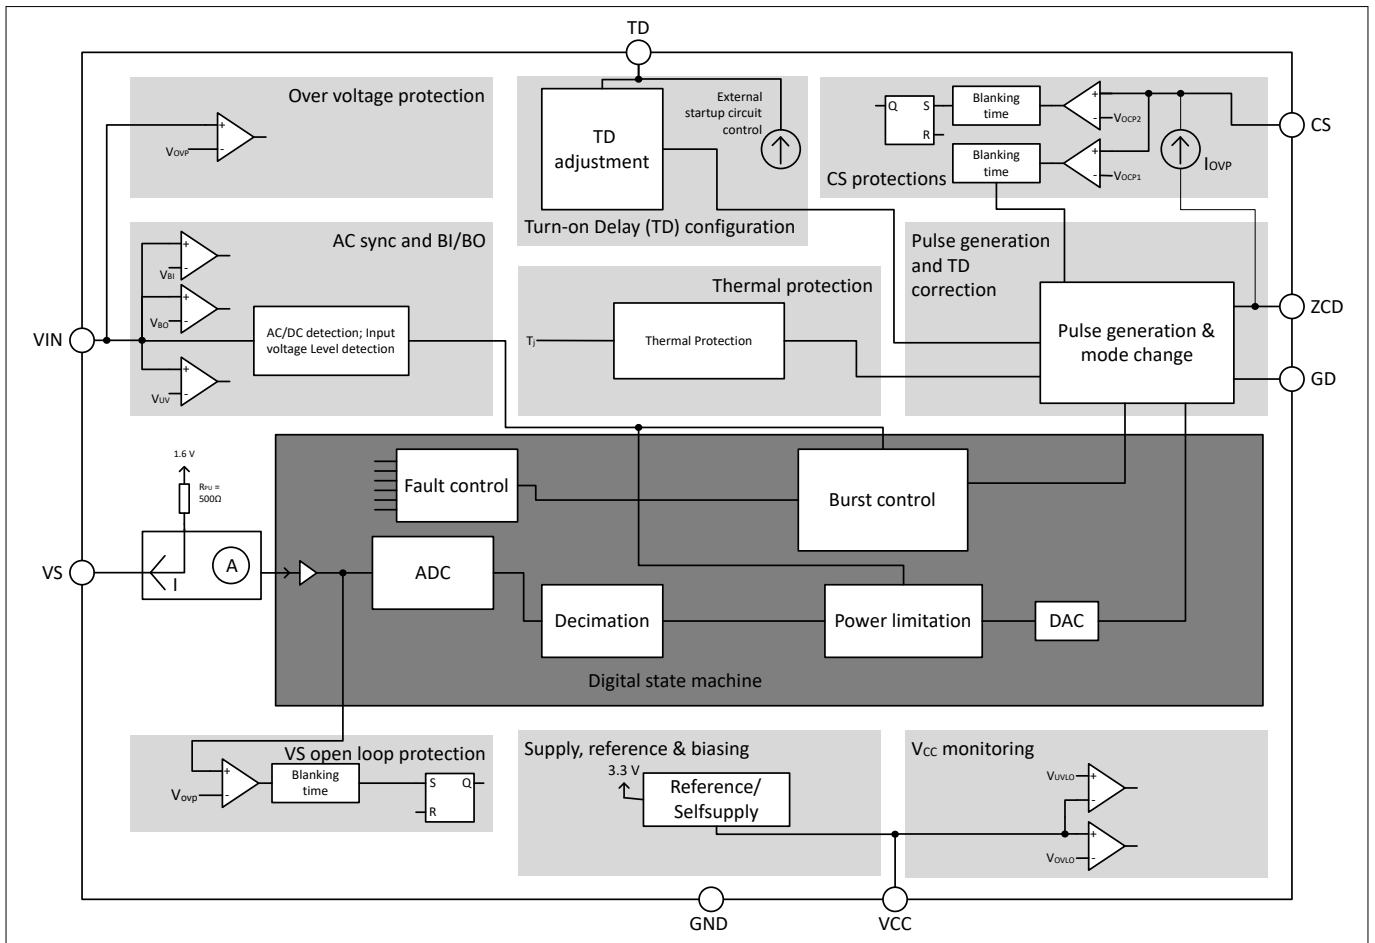 TD
Over voltage protection
+
VOVP
-
TD
adjustment
External
startup circuit
control
Turn-on Delay (TD) configuration
Q
S
R
Blanking
time
+
-
VOCP2
Blanking
time
+
-
VOCP1
IOVP
CS protections
CS
AC sync and BI/BO
+
VBI
-
+
VBO
-
+
VUV
-
AC/DC detection; Input
voltage Level detection
VIN
Thermal protection
Tj
Thermal Protection
Pulse generation
and TD
correction
Pulse generation &
mode change
ZCD
GD
1.6 V
RPU =
500Ω
VS
I
A
Fault control
Burst control
ADC
Decimation
Power limitation
DAC
Digital state machine
VS open loop protection
+
Vovp
-
Blanking
time
S
Q
R
Supply, reference & biasing
3.3 V
Reference/
Selfsupply
VCC monitoring
VUVLO
+
-
+
VOVLO
-
GND
VCC